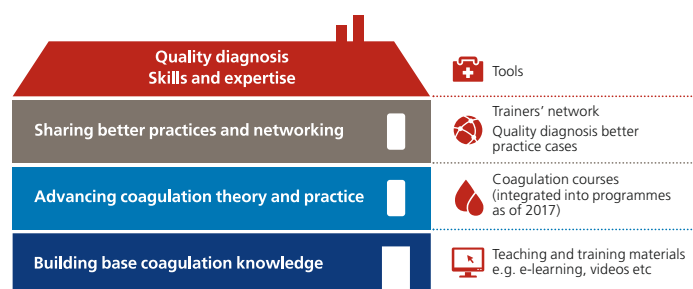 Quality diagnosis
Skills and expertise
Tools
Sharing better practices and networking
Trainers’ network
Quality diagnosis better
practice cases
Advancing coagulation theory and practice
Coagulation courses
(integrated into programmes
as of 2017)
Building base coagulation knowledge
Teaching and training materials
e.g. e-learning, videos etc